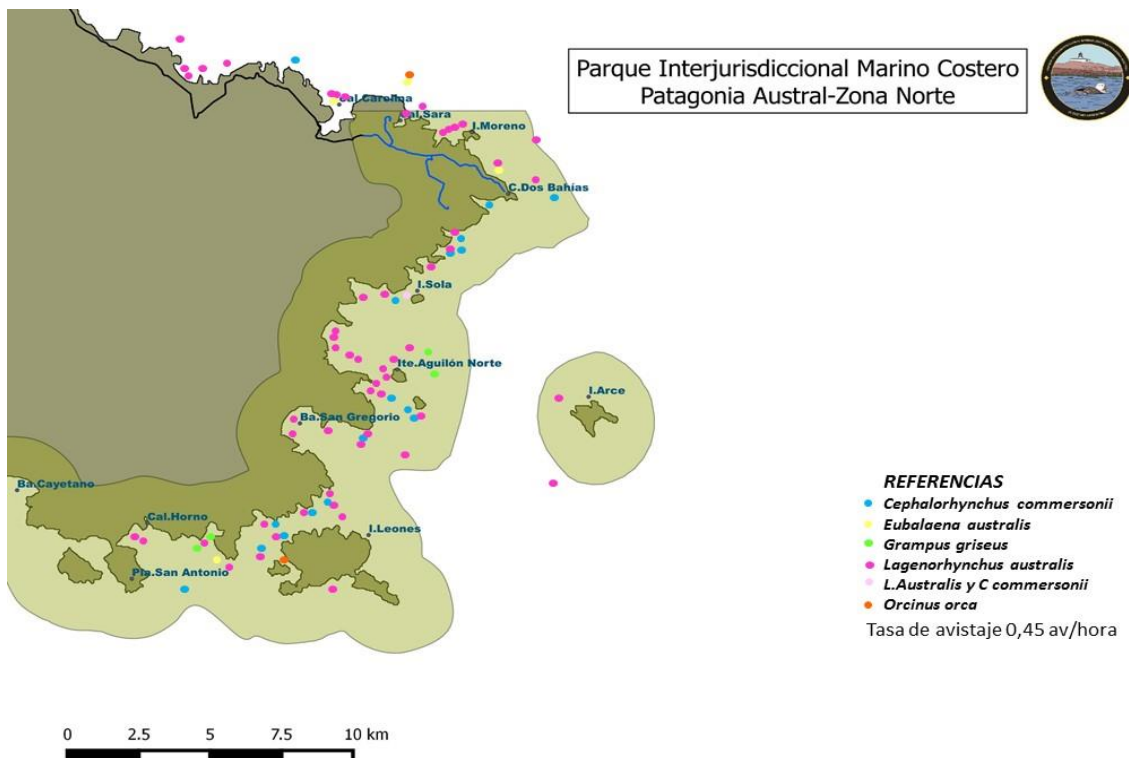 Parque Interjurisdiccional Marino Costero
Patagonia Austral-Zona Norte
Cal.Carolina
Cal.Sara
I.Moreno
C.Dos Bahías
I.Sola
Ite.Aguilón Norte
I.Arce
Ba.San Gregorio
Ba.Cayetano
Cal.Horno
I.Leones
Pta.San Antonio
REFERENCIAS
Cephalorhynchus commersonii
Eubalaena australis
Grampus griseus
Lagenorhynchus australis
L.Australis y C commersonii
Orcinus orca
Tasa de avistaje 0,45 av/hora
0 2.5 5 7.5 10 km